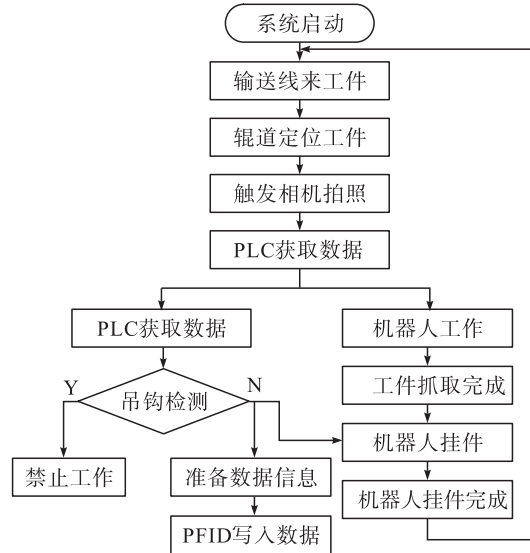 系统启动
输送线来工件
辊道定位工件
触发相机拍照
PLC获取数据
PLC获取数据
机器人工作
Y
吊钩检测
N
工件抓取完成
机器人挂件
禁止工作
准备数据信息
机器人挂件完成
PFID写入数据